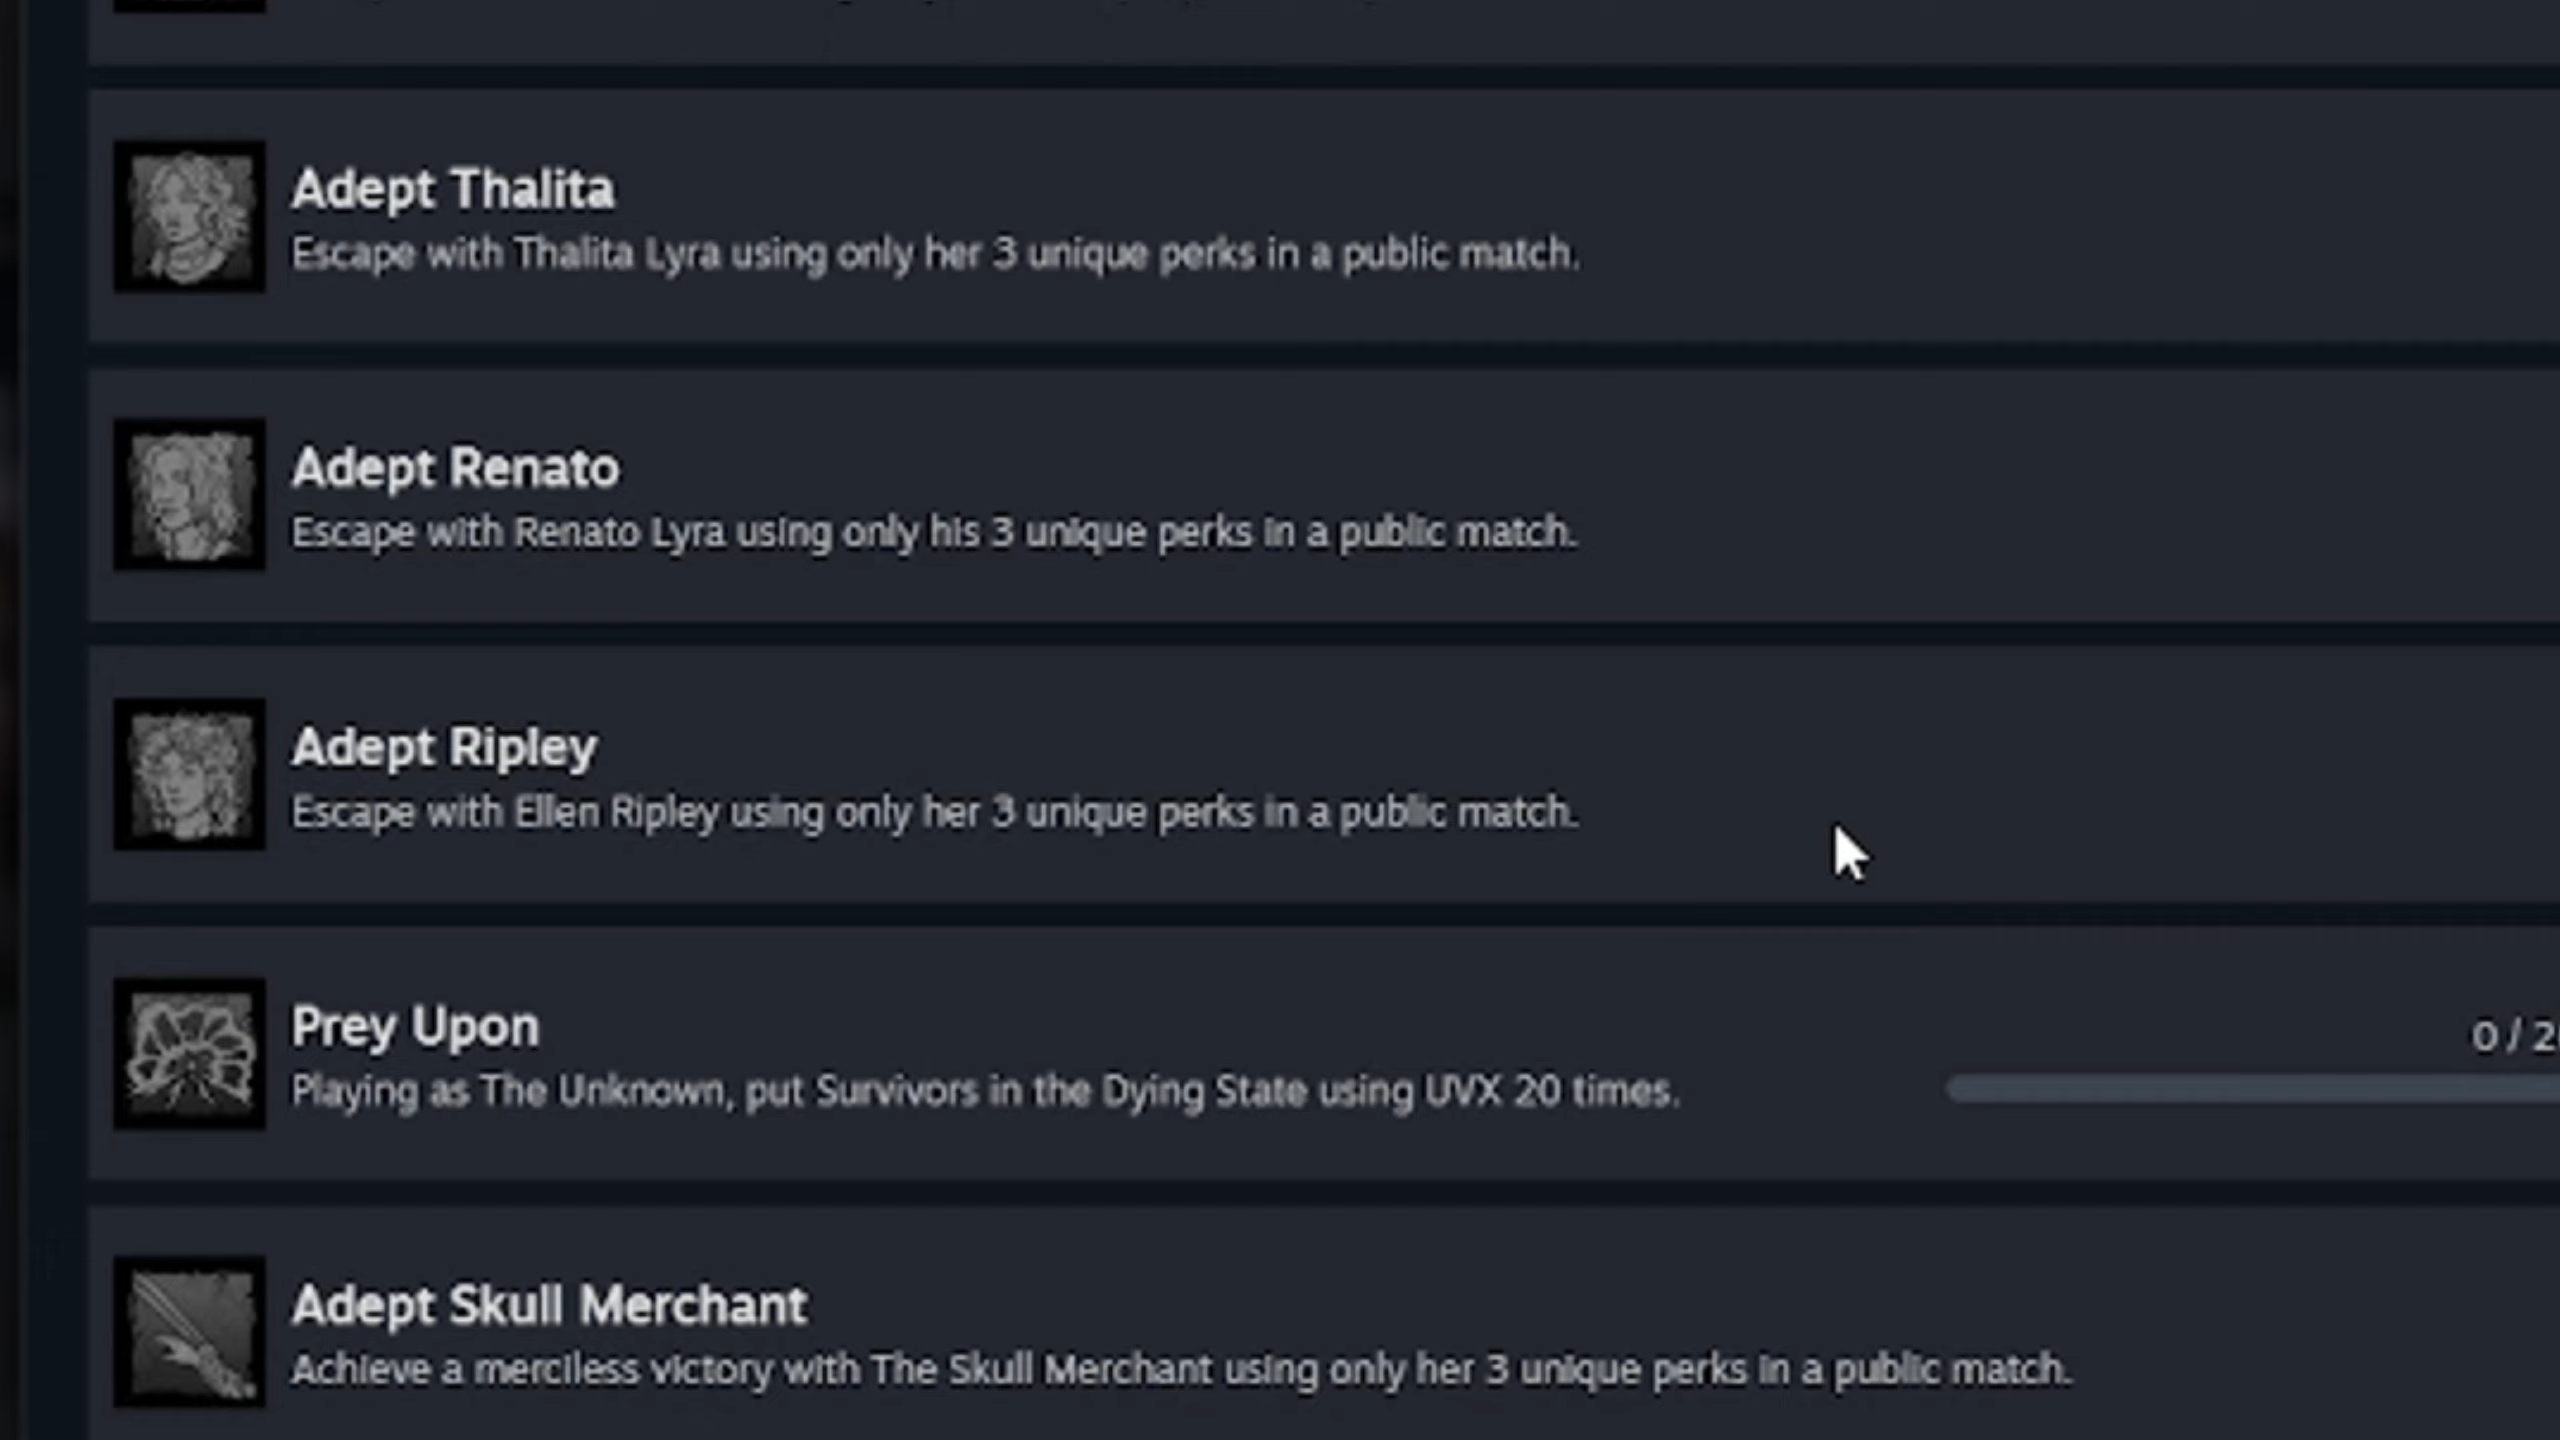 Adept Thalita
Escape with Thalita Lyra using only her 3 unique perks in a public match.
Adept Renato
Escape with Renato Lyra using only his 3 unique perks in a public match.
Adept Ripley
Escape with Ellen Ripley using only her 3 unique perks in a public match.
Prey Upon
0 / 2
Playing as The Unknown, put Survivors in the Dying State using UVX 20 times.
Adept Skull Merchant
Achieve a merciless victory with The Skull Merchant using only her 3 unique perks in a public match.